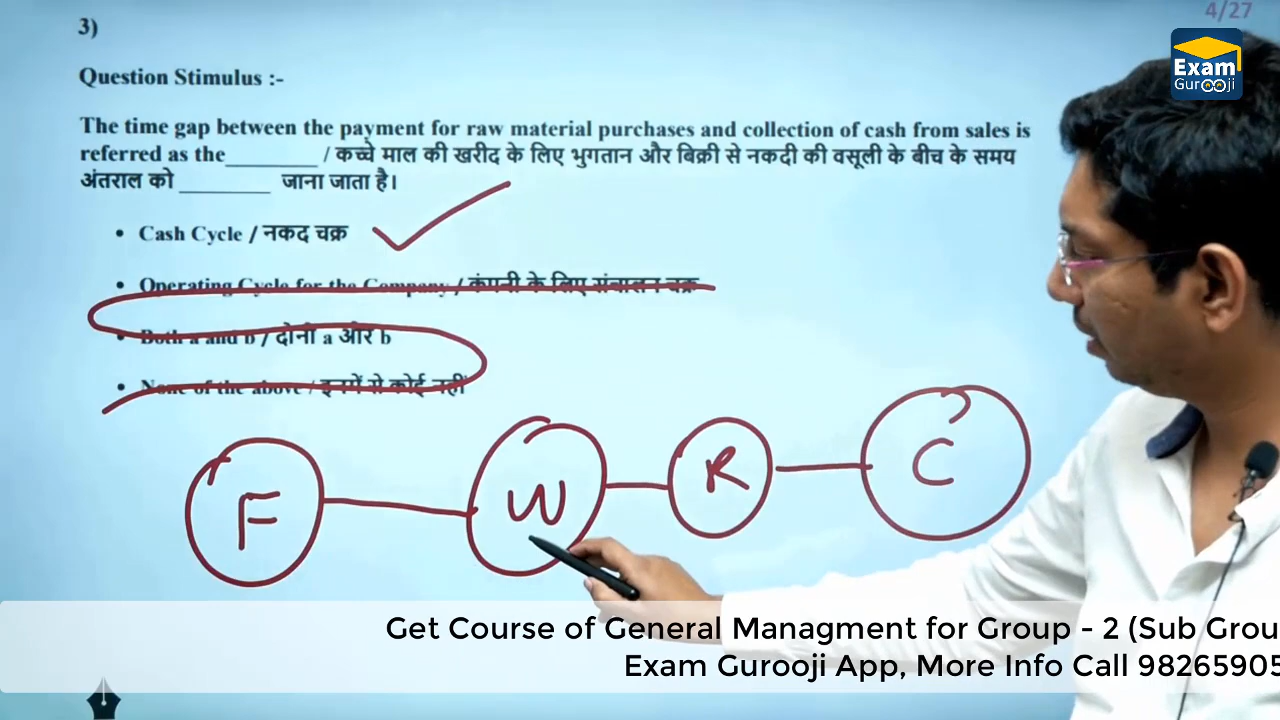 4/27
Exam
Gurooji
3)
Question Stimulus :-
The time gap between the payment for raw material purchases and collection of cash from sales is
referred as the________ / कच्चे माल की खरीद के लिए भुगतान और बिक्री से नकदी की वसूली के बीच के समय
अंतराल को ________ जाना जाता है।
• Cash Cycle / नकद चक्र
• Operating Cycle for the Company / कंपनी के लिए संचालन चक्र
• Both a and b / दोनों a और b
• None of the above / इनमें से कोई नहीं
F W R C
Get Course of General Managment for Group - 2 (Sub Grou
Exam Gurooji App, More Info Call 98265905